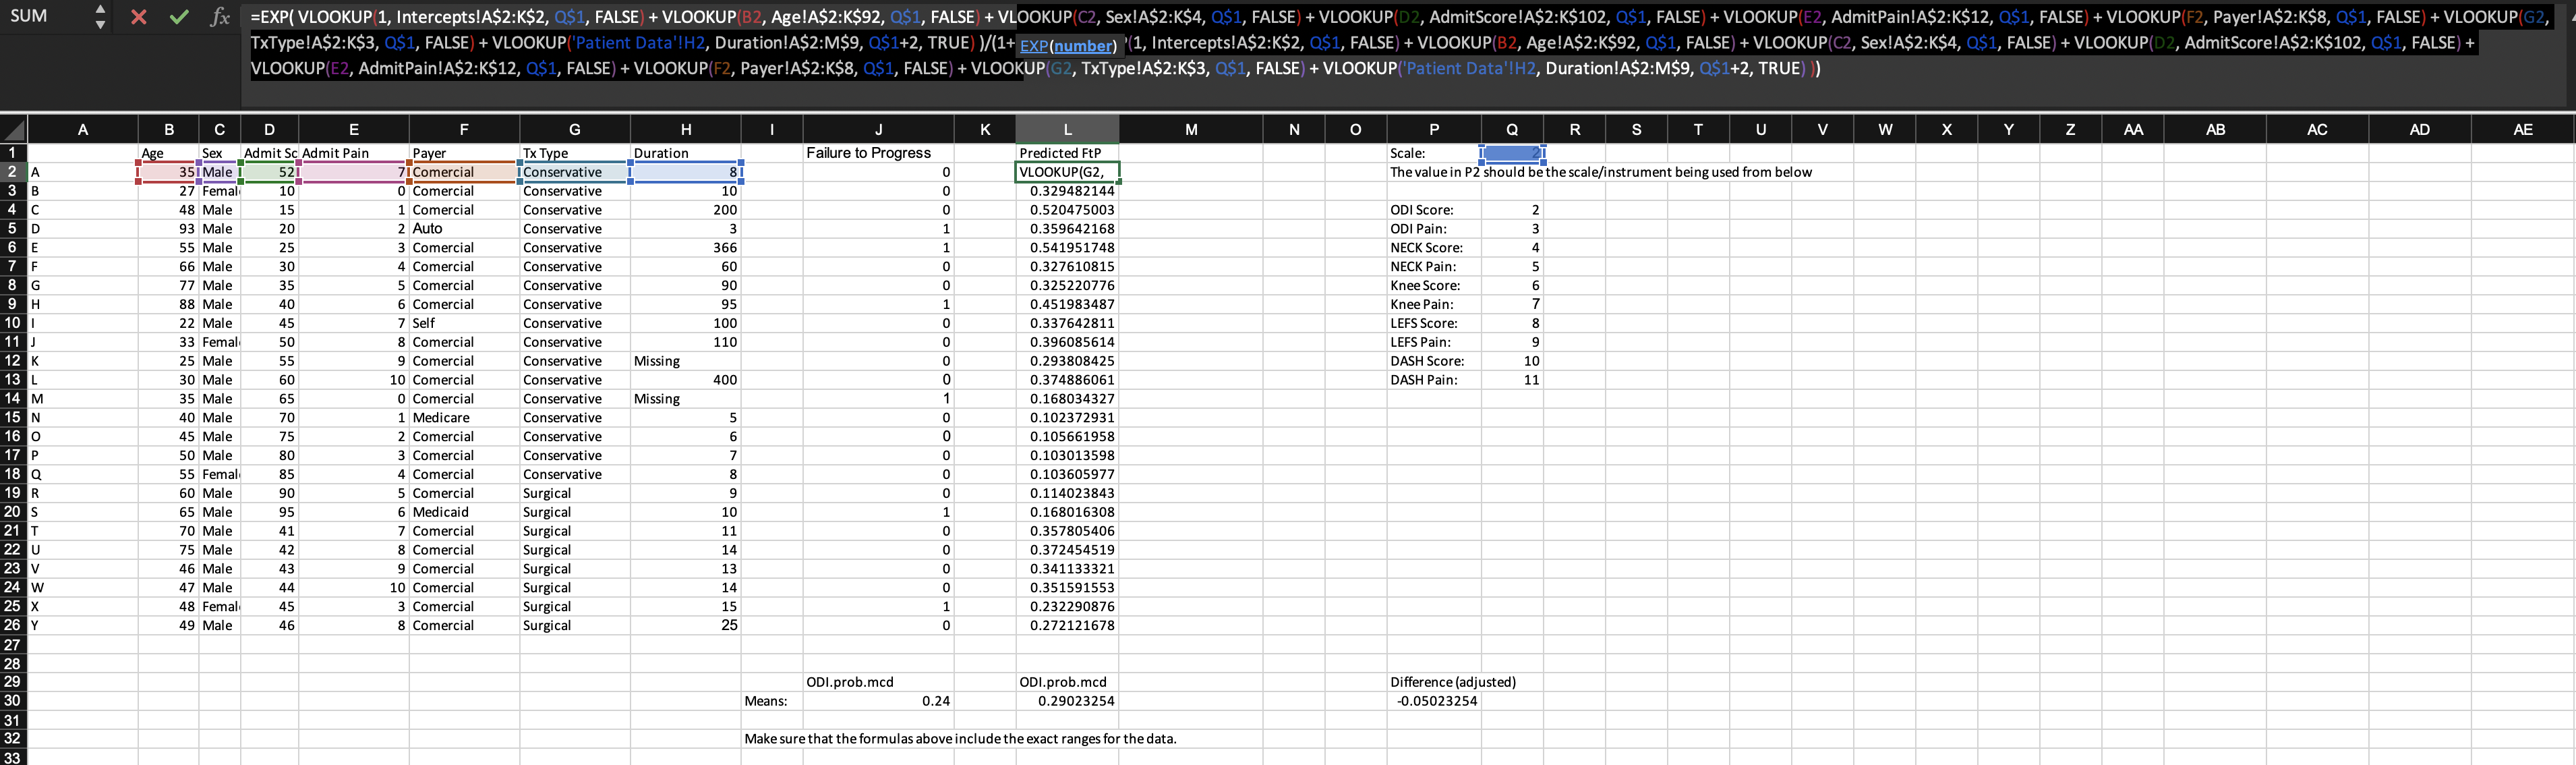 SUM fx =EXP( VLOOKUP(1, Intercepts!A$2:K$2, Q$1, FALSE) + VLOOKUP(B2, Age!A$2:K$92, Q$1, FALSE) + VLOOKUP(C2, Sex!A$2:K$4, Q$1, FALSE) + VLOOKUP(D2, AdmitScore!A$2:K$102, Q$1, FALSE) + VLOOKUP(E2, AdmitPain!A$2:K$12, Q$1, FALSE) + VLOOKUP(F2, Payer!A$2:K$8, Q$1, FALSE) + VLOOKUP(G2,
TxType!A$2:K$3, Q$1, FALSE) + VLOOKUP('Patient Data'!H2, Duration!A$2:M$9, Q$1+2, TRUE) )/(1+ EXP(number) (1, Intercepts!A$2:K$2, Q$1, FALSE) + VLOOKUP(B2, Age!A$2:K$92, Q$1, FALSE) + VLOOKUP(C2, Sex!A$2:K$4, Q$1, FALSE) + VLOOKUP(D2, AdmitScore!A$2:K$102, Q$1, FALSE) +
VLOOKUP(E2, AdmitPain!A$2:K$12, Q$1, FALSE) + VLOOKUP(F2, Payer!A$2:K$8, Q$1, FALSE) + VLOOKUP(G2, TxType!A$2:K$3, Q$1, FALSE) + VLOOKUP('Patient Data'!H2, Duration!A$2:M$9, Q$1+2, TRUE) ))
A B C D E F G H I J K L M N O P Q R S T U V W X Y Z AA AB AC AD AE
1 Age Sex Admit Sc Admit Pain Payer Tx Type Duration Failure to Progress Predicted FtP Scale: 2
2 A 35 Male 52 7 Comercial Conservative 8 0 VLOOKUP(G2, The value in P2 should be the scale/instrument being used from below
3 B 27 Femal 10 0 Comercial Conservative 10 0 0.329482144
4 C 48 Male 15 1 Comercial Conservative 200 0 0.520475003 ODI Score: 2
5 D 93 Male 20 2 Auto Conservative 3 1 0.359642168 ODI Pain: 3
6 E 55 Male 25 3 Comercial Conservative 366 1 0.541951748 NECK Score: 4
7 F 66 Male 30 4 Comercial Conservative 60 0 0.327610815 NECK Pain: 5
8 G 77 Male 35 5 Comercial Conservative 90 0 0.325220776 Knee Score: 6
9 H 88 Male 40 6 Comercial Conservative 95 1 0.451983487 Knee Pain: 7
10 I 22 Male 45 7 Self Conservative 100 0 0.337642811 LEFS Score: 8
11 J 33 Femal 50 8 Comercial Conservative 110 0 0.396085614 LEFS Pain: 9
12 K 25 Male 55 9 Comercial Conservative Missing 0 0.293808425 DASH Score: 10
13 L 30 Male 60 10 Comercial Conservative 400 0 0.374886061 DASH Pain: 11
14 M 35 Male 65 0 Comercial Conservative Missing 1 0.168034327
15 N 40 Male 70 1 Medicare Conservative 5 0 0.102372931
16 O 45 Male 75 2 Comercial Conservative 6 0 0.105661958
17 P 50 Male 80 3 Comercial Conservative 7 0 0.103013598
18 Q 55 Femal 85 4 Comercial Conservative 8 0 0.103605977
19 R 60 Male 90 5 Comercial Surgical 9 0 0.114023843
20 S 65 Male 95 6 Medicaid Surgical 10 1 0.168016308
21 T 70 Male 41 7 Comercial Surgical 11 0 0.357805406
22 U 75 Male 42 8 Comercial Surgical 14 0 0.372454519
23 V 46 Male 43 9 Comercial Surgical 13 0 0.341133321
24 W 47 Male 44 10 Comercial Surgical 14 0 0.351591553
25 X 48 Femal 45 3 Comercial Surgical 15 1 0.232290876
26 Y 49 Male 46 8 Comercial Surgical 25 0 0.272121678
27
28
29 ODI.prob.mcd ODI.prob.mcd Difference (adjusted)
30 Means: 0.24 0.29023254 -0.05023254
31
32 Make sure that the formulas above include the exact ranges for the data.
33